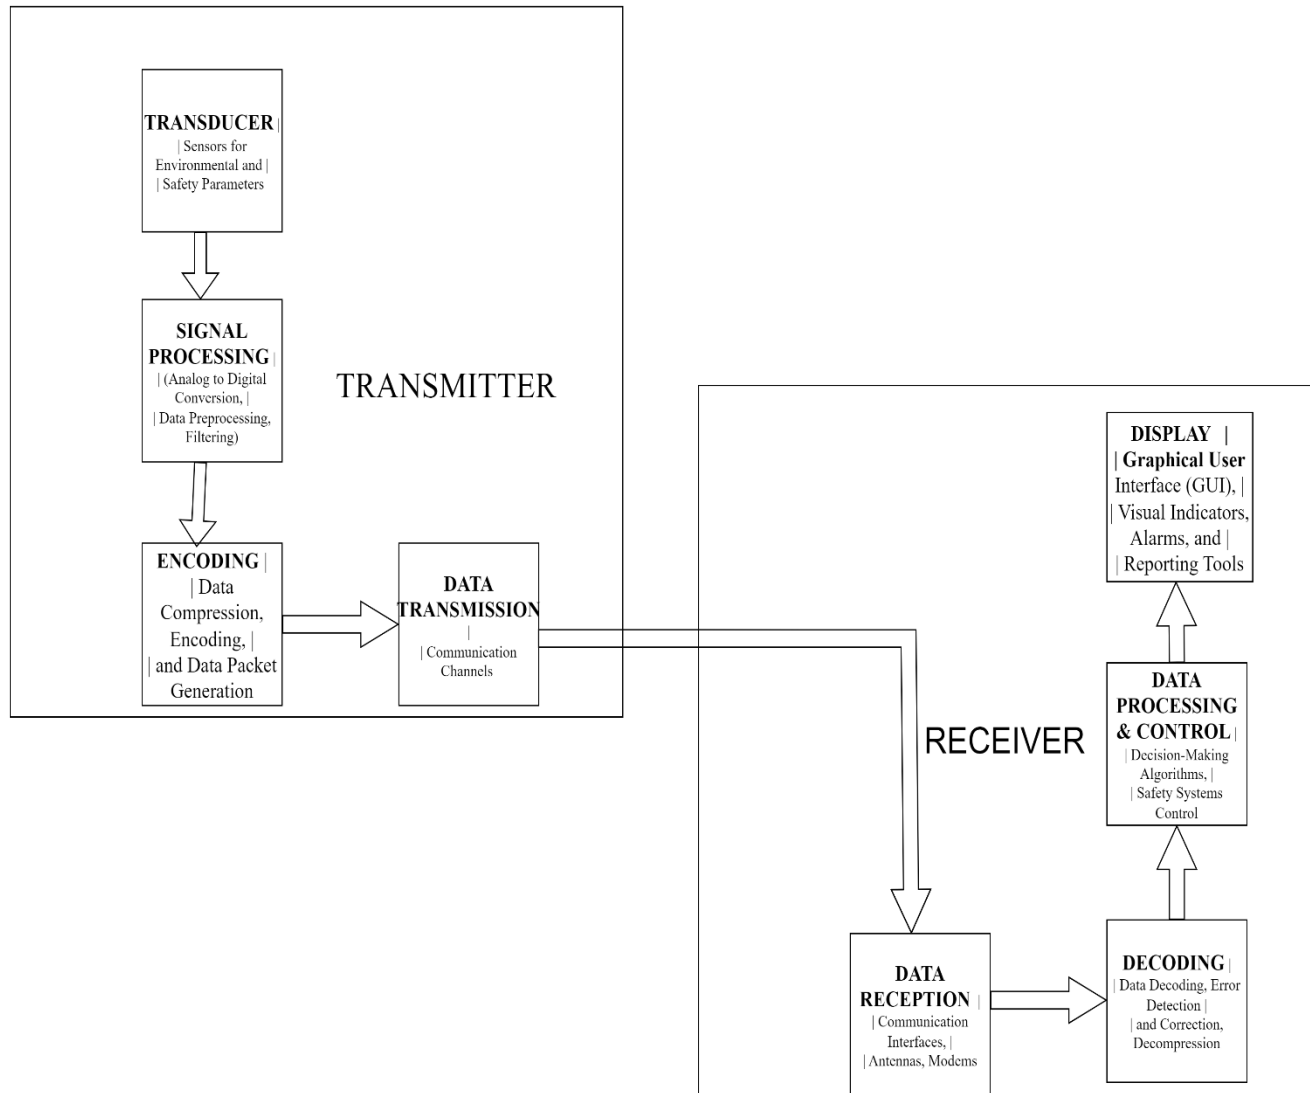 TRANSDUCER |
| Sensors for
Environmental and |
| Safety Parameters
SIGNAL
PROCESSING |
| (Analog to Digital
Conversion, |
| Data Preprocessing,
Filtering)
TRANSMITTER
ENCODING |
| Data
Compression,
Encoding, |
| and Data Packet
Generation
DATA
TRANSMISSION
|
| Communication
Channels
RECEIVER
DATA
RECEPTION |
| Communication
Interfaces, |
| Antennas, Modems
DECODING |
| Data Decoding, Error
Detection |
| and Correction,
Decompression
DATA
PROCESSING
& CONTROL |
| Decision-Making
Algorithms, |
| Safety Systems
Control
DISPLAY |
| Graphical User
Interface (GUI), |
| Visual Indicators,
Alarms, and |
| Reporting Tools